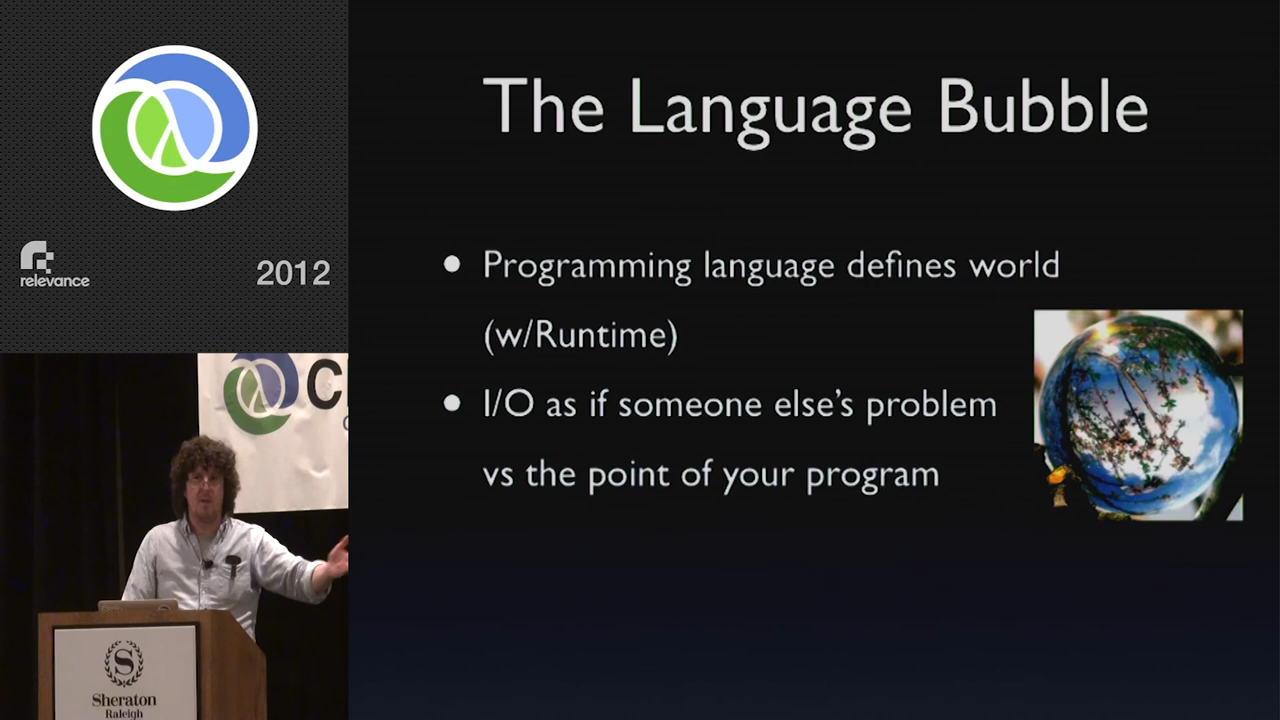 relevance
2012
The Language Bubble
• Programming language defines world
(w/Runtime)
• I/O as if someone else's problem
vs the point of your program
C
S
Sheraton
Raleigh